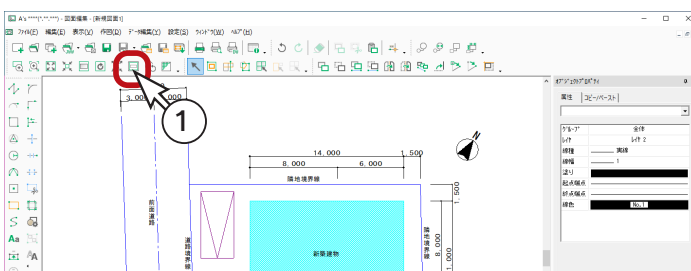 A's ****(*.**.***) - 図面編集 - [新規図面1]
ﾌｧｲﾙ(F) 編集(E) 表示(V) 作図(D) ﾃﾞｰﾀ編集(Y) 設定(S) ｳｨﾝﾄﾞｳ(W) ﾍﾙﾌﾟ(H)
ｵﾌﾞｼﾞｪｸﾄﾌﾟﾛﾊﾟﾃｨ
属性 ｺﾋﾟｰ/ﾍﾟｰｽﾄ
ｸﾞﾙｰﾌﾟ 全体
ﾚｲﾔ ﾚｲﾔ 2
線種 実線
線幅 1
塗り
起点端点
終点端点
線色 No.1
3,000
1
N
14,000 1,500
8,000 6,000
隣地境界線
1,500
前面道路
道路境界線
新築建物
隣地境界線
8,000
1,000
Aa